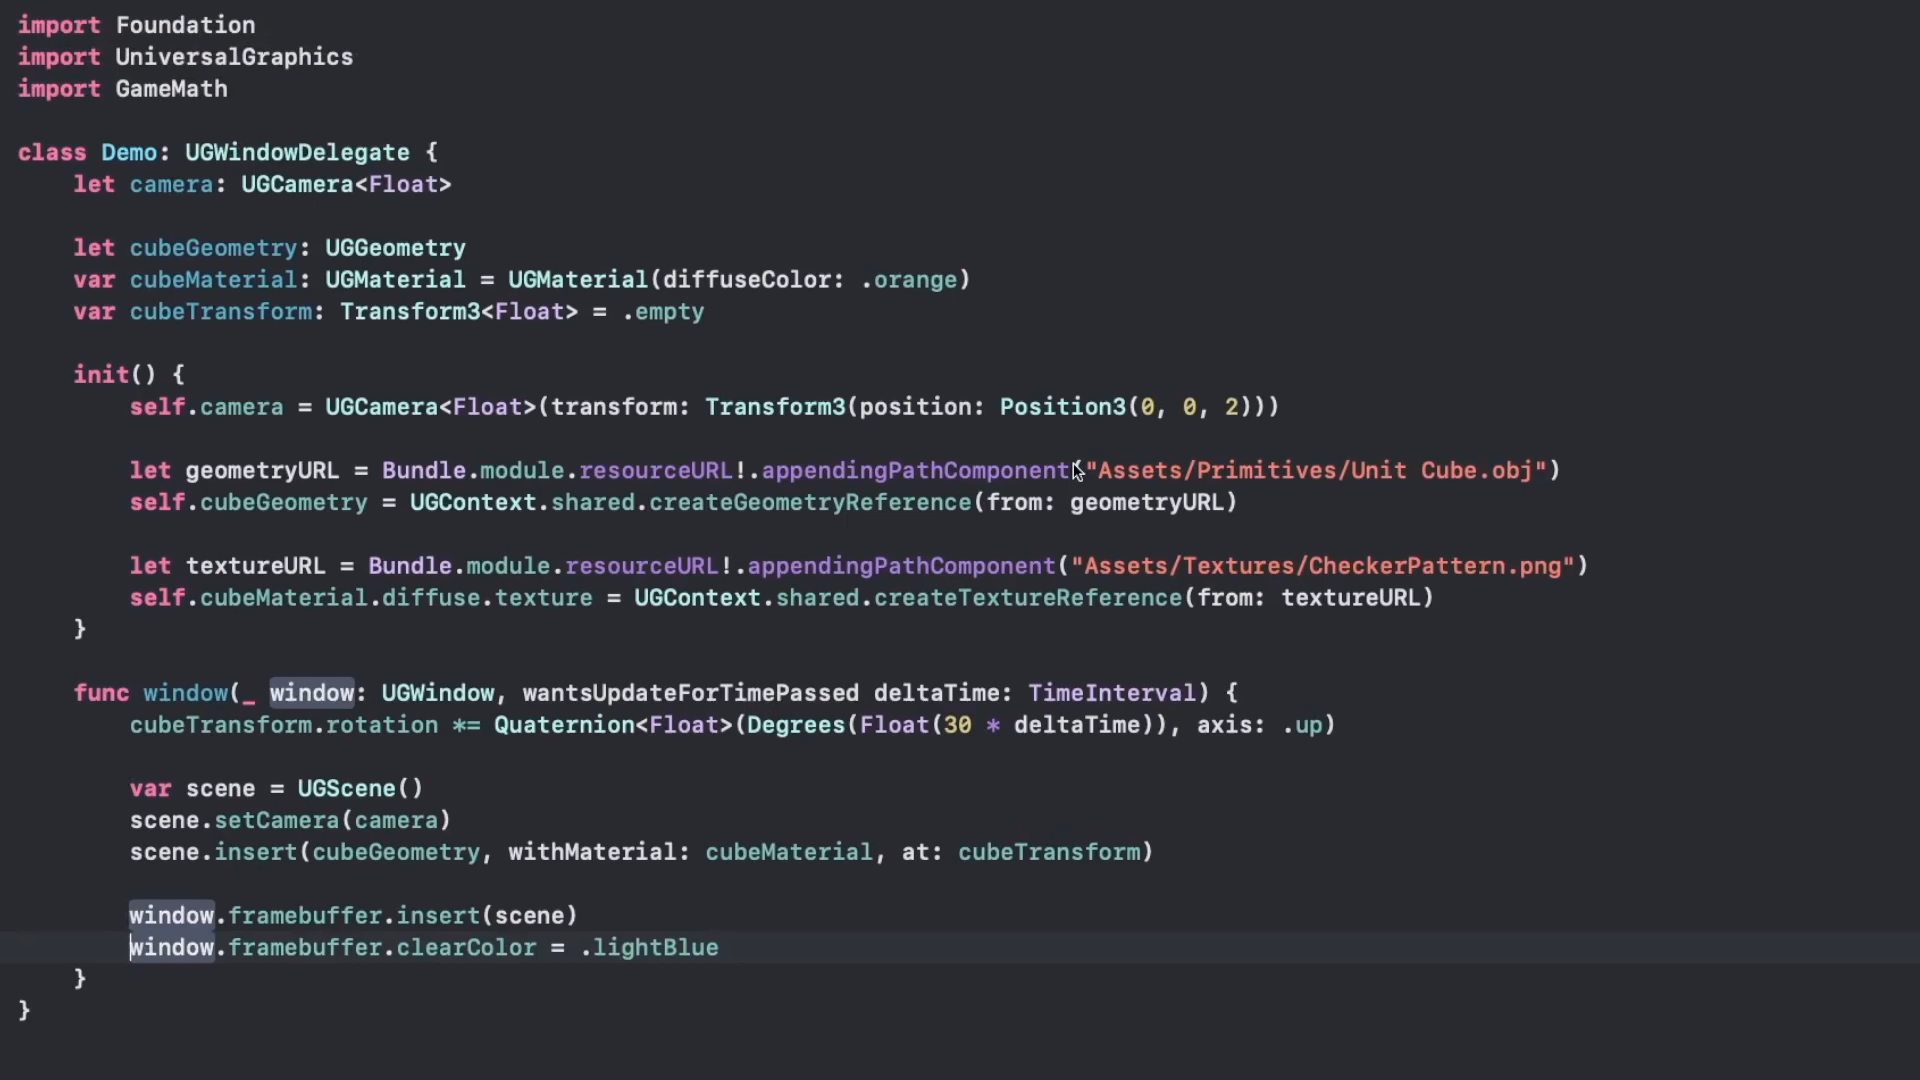 import Foundation
import UniversalGraphics
import GameMath
class Demo: UGWindowDelegate {
let camera: UGCamera<Float>
let cubeGeometry: UGGeometry
var cubeMaterial: UGMaterial = UGMaterial(diffuseColor: .orange)
var cubeTransform: Transform3<Float> = .empty
init() {
self.camera = UGCamera<Float>(transform: Transform3(position: Position3(0, 0, 2)))
let geometryURL = Bundle.module.resourceURL!.appendingPathComponent("Assets/Primitives/Unit Cube.obj")
self.cubeGeometry = UGContext.shared.createGeometryReference(from: geometryURL)
let textureURL = Bundle.module.resourceURL!.appendingPathComponent("Assets/Textures/CheckerPattern.png")
self.cubeMaterial.diffuse.texture = UGContext.shared.createTextureReference(from: textureURL)
}
func window(_ window: UGWindow, wantsUpdateForTimePassed deltaTime: TimeInterval) {
cubeTransform.rotation *= Quaternion<Float>(Degrees(Float(30 * deltaTime)), axis: .up)
var scene = UGScene()
scene.setCamera(camera)
scene.insert(cubeGeometry, withMaterial: cubeMaterial, at: cubeTransform)
window.framebuffer.insert(scene)
window.framebuffer.clearColor = .lightBlue
}
}